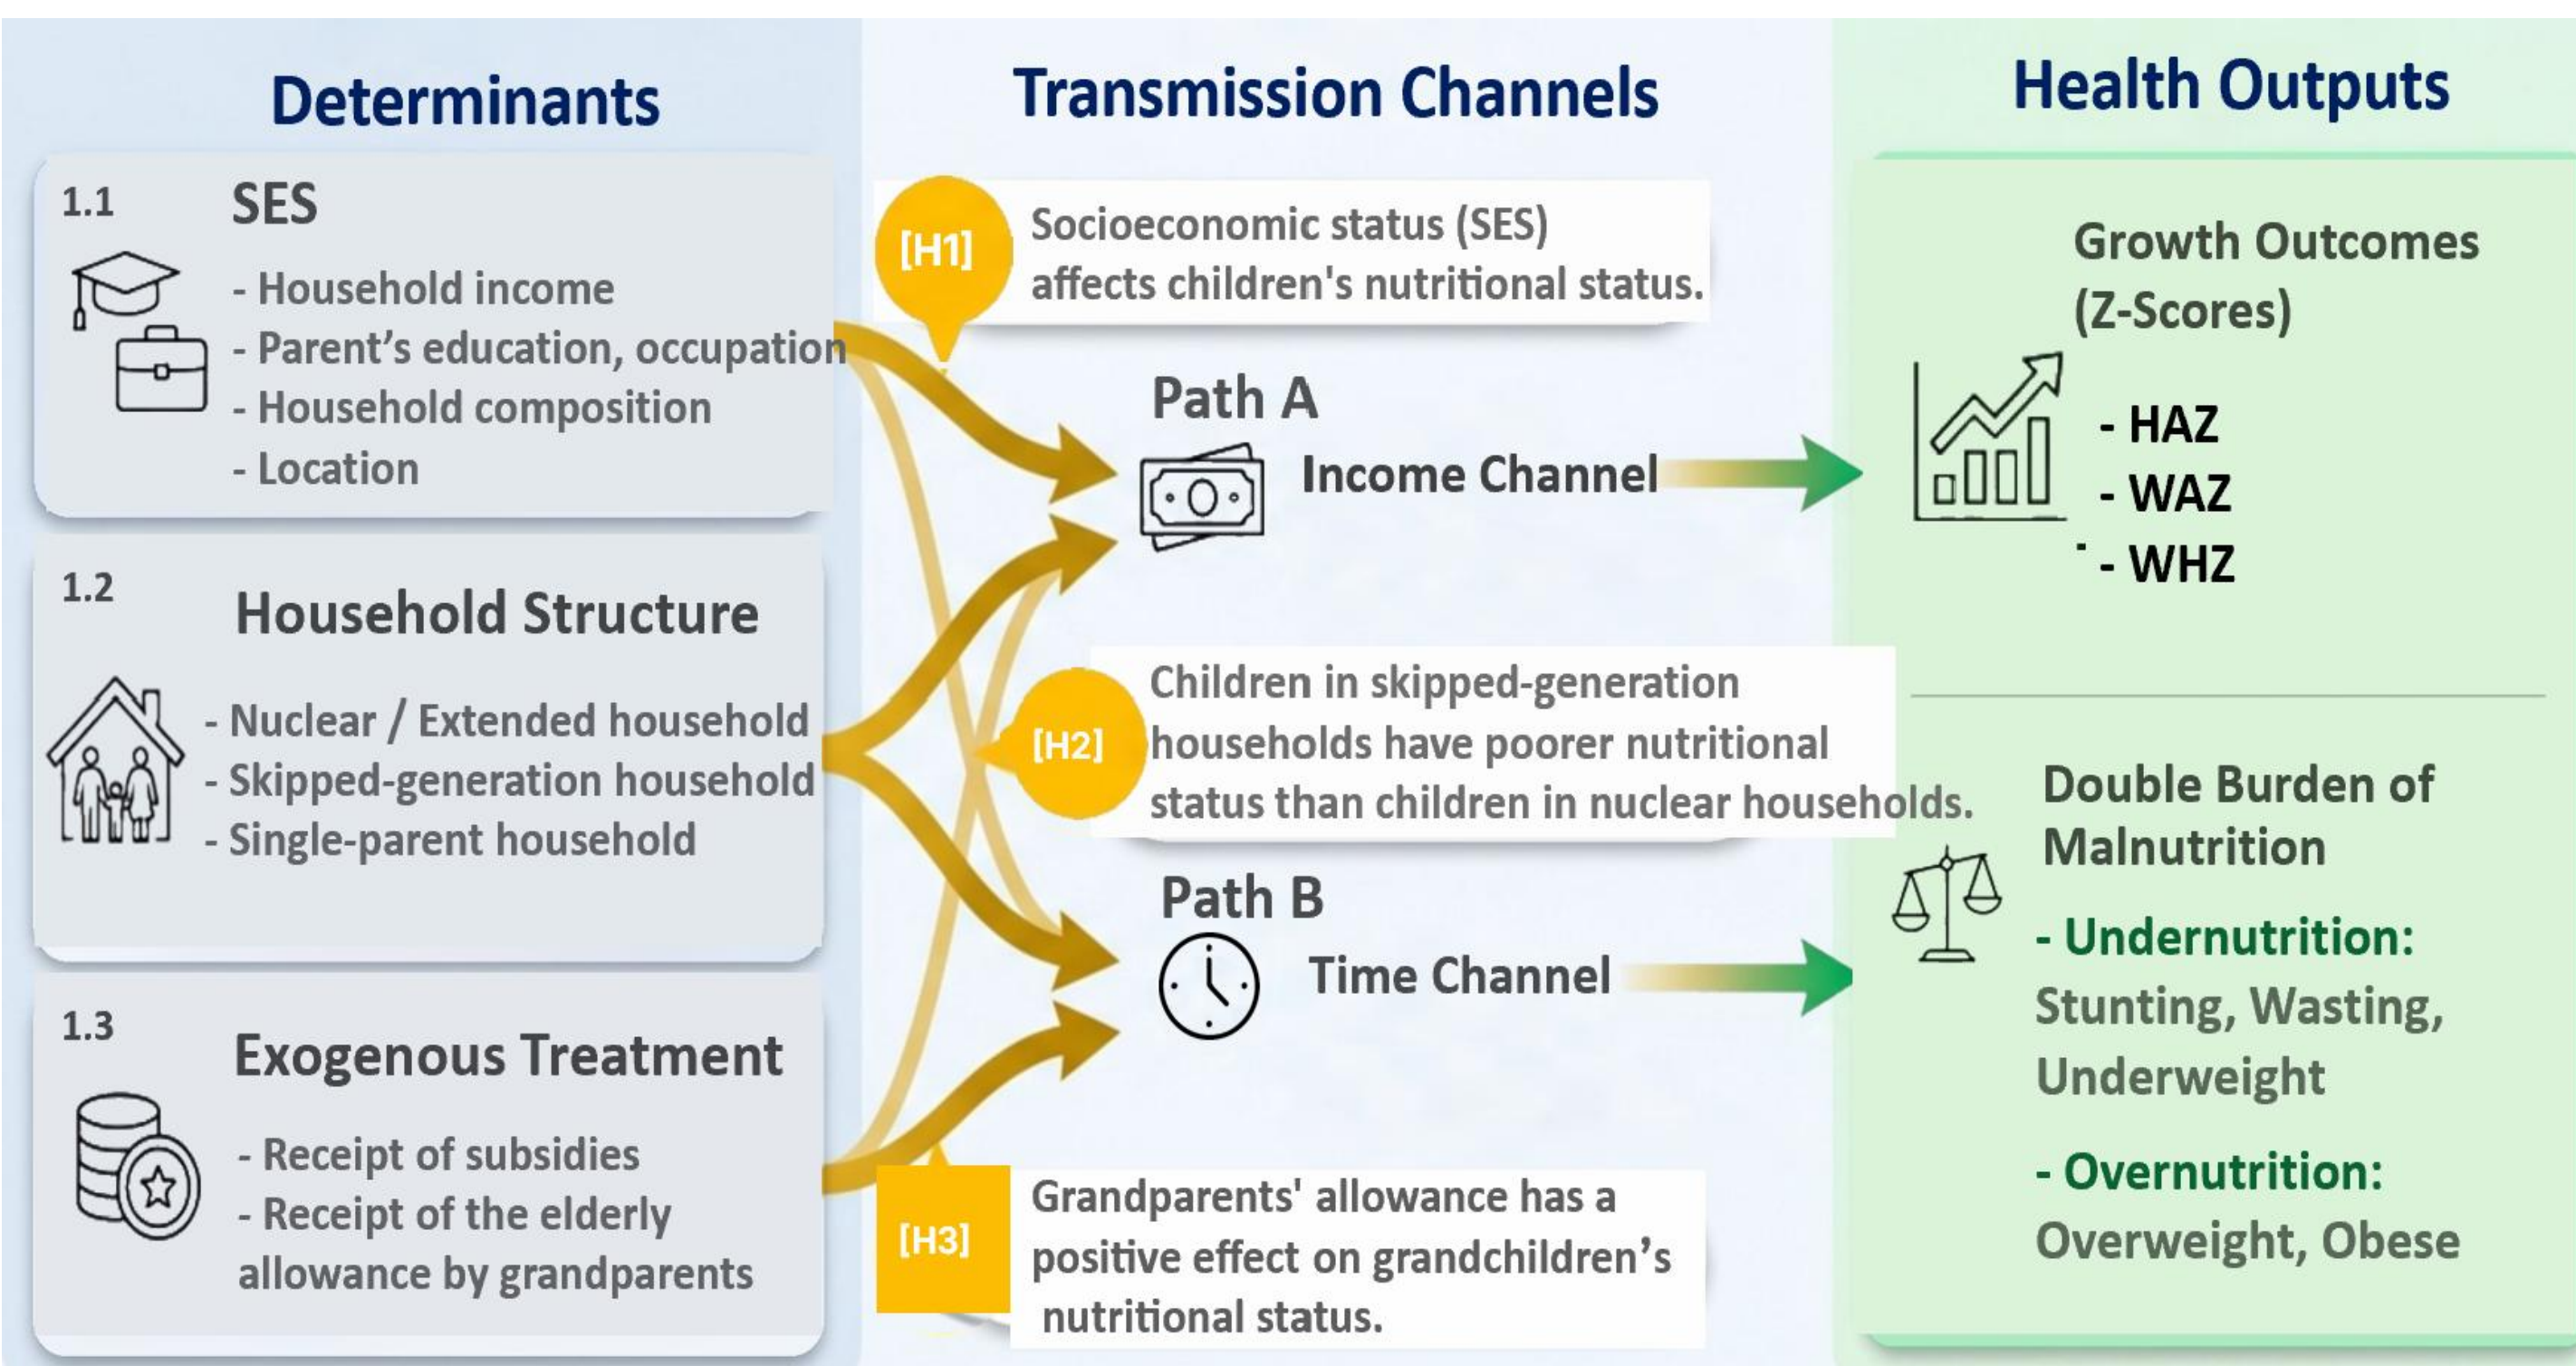 Determinants
1.1 SES
- Household income
- Parent’s education, occupation
- Household composition
- Location
1.2
Household Structure
- Nuclear / Extended household
- Skipped-generation household
- Single-parent household
1.3
Exogenous Treatment
- Receipt of subsidies
- Receipt of the elderly
allowance by grandparents
Transmission Channels
[H1]
Socioeconomic status (SES)
affects children's nutritional status.
Path A
Income Channel
[H2]
Children in skipped-generation
households have poorer nutritional
status than children in nuclear households.
Path B
Time Channel
[H3]
Grandparents' allowance has a
positive effect on grandchildren’s
nutritional status.
Health Outputs
Growth Outcomes
(Z-Scores)
- HAZ
- WAZ
- - WHZ
Double Burden of
Malnutrition
- Undernutrition:
Stunting, Wasting,
Underweight
- Overnutrition:
Overweight, Obese